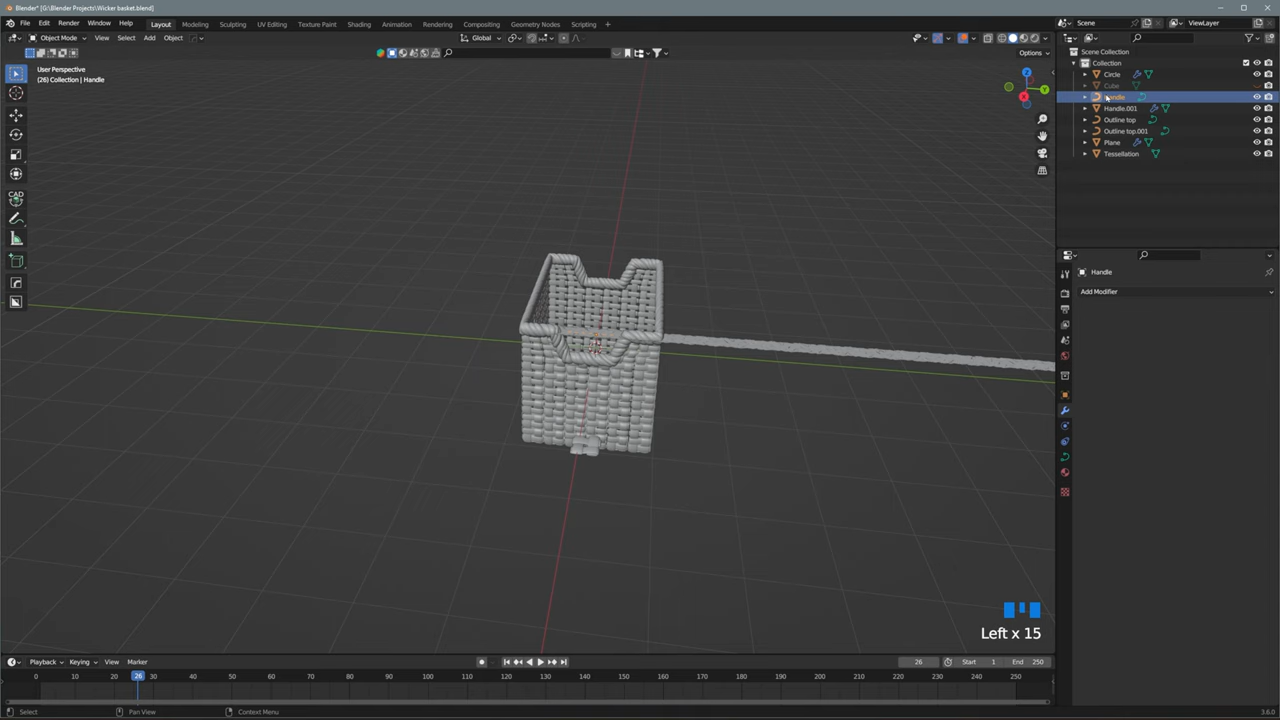 Blender* [G:\Blender Projects\Wicker basket.blend]
File Edit Render Window Help Layout Modeling Sculpting UV Editing Texture Paint Shading Animation Rendering Compositing Geometry Nodes Scripting + Scene ViewLayer
Object Mode View Select Add Object Global
Options
User Perspective
(26) Collection | Handle
Scene Collection
Collection
Circle
Cube
Handle
Handle.001
Outline top
Outline top.001
Plane
Tessellation
Handle
Add Modifier
X
Y
Z
CAD
Left x 15
Playback Keying View Marker 26 Start 1 End 250
0 10 20 26 30 40 50 60 70 80 90 100 110 120 130 140 150 160 170 180 190 200 210 220 230 240 250
Select Pan View Context Menu 3.6.0